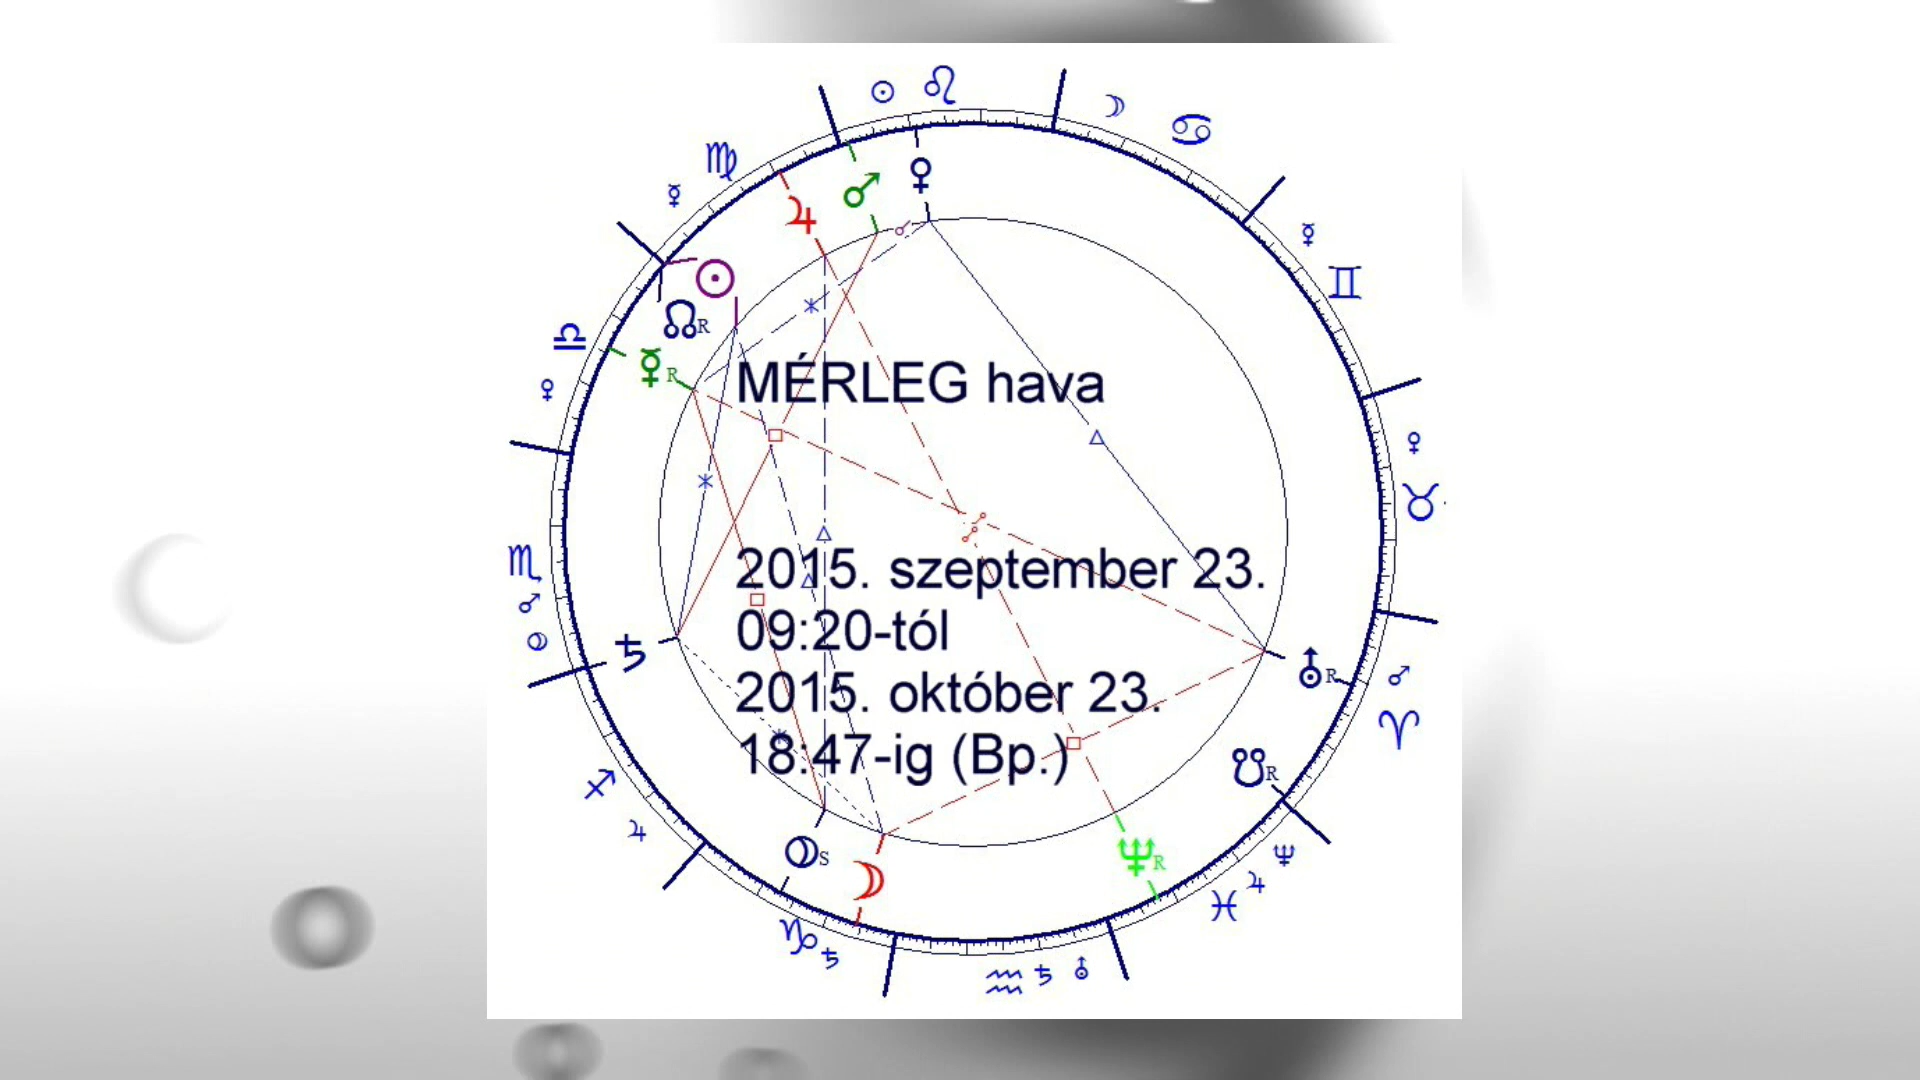 MÉRLEG hava
2015. szeptember 23.
09:20-tól
2015. október 23.
18:47-ig (Bp.)
R
R
S
R
R
R